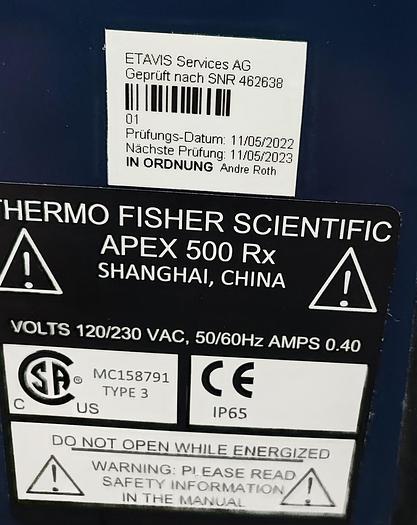 ETAVIS Services AG
Geprüft nach SNR 462638
01
Prüfungs-Datum: 11/05/2022
Nächste Prüfung: 11/05/2023
IN ORDNUNG Andre Roth
THERMO FISHER SCIENTIFIC
APEX 500 Rx
SHANGHAI, CHINA
VOLTS 120/230 VAC, 50/60Hz AMPS 0.40
CSA ®
C US
MC158791
TYPE 3
CE
IP65
DO NOT OPEN WHILE ENERGIZED
WARNING: PLEASE READ
SAFETY INFORMATION
IN THE MANUAL